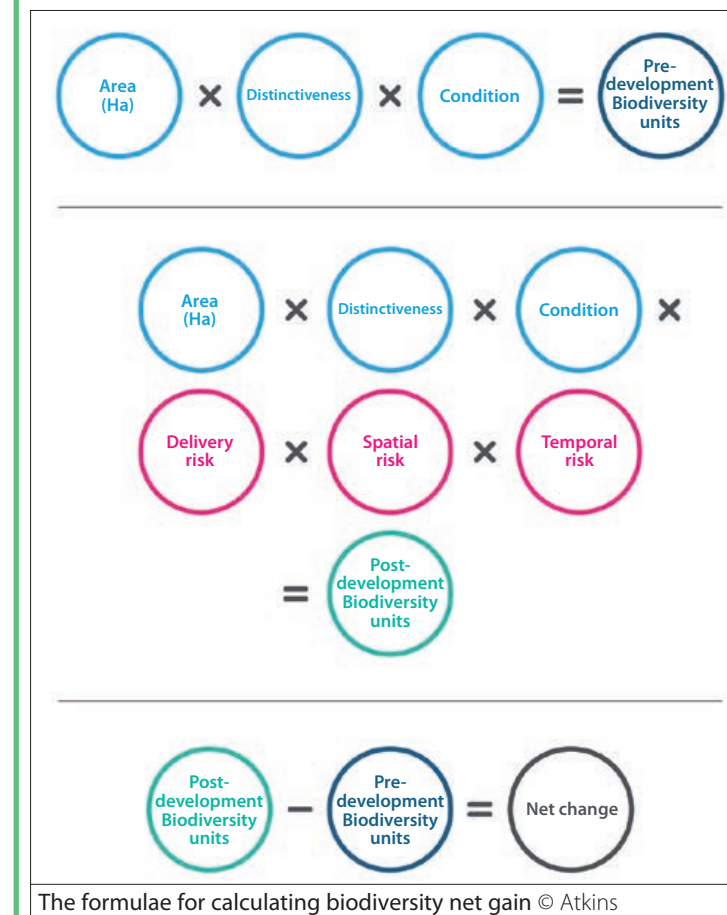 Area
(Ha)
×
Distinctiveness
×
Condition
=
Pre-
development
Biodiversity
units
Area
(Ha)
×
Distinctiveness
×
Condition
×
Delivery
risk
×
Spatial
risk
×
Temporal
risk
=
Post-
development
Biodiversity
units
Post-
development
Biodiversity
units
−
Pre-
development
Biodiversity
units
=
Net change
The formulae for calculating biodiversity net gain © Atkins